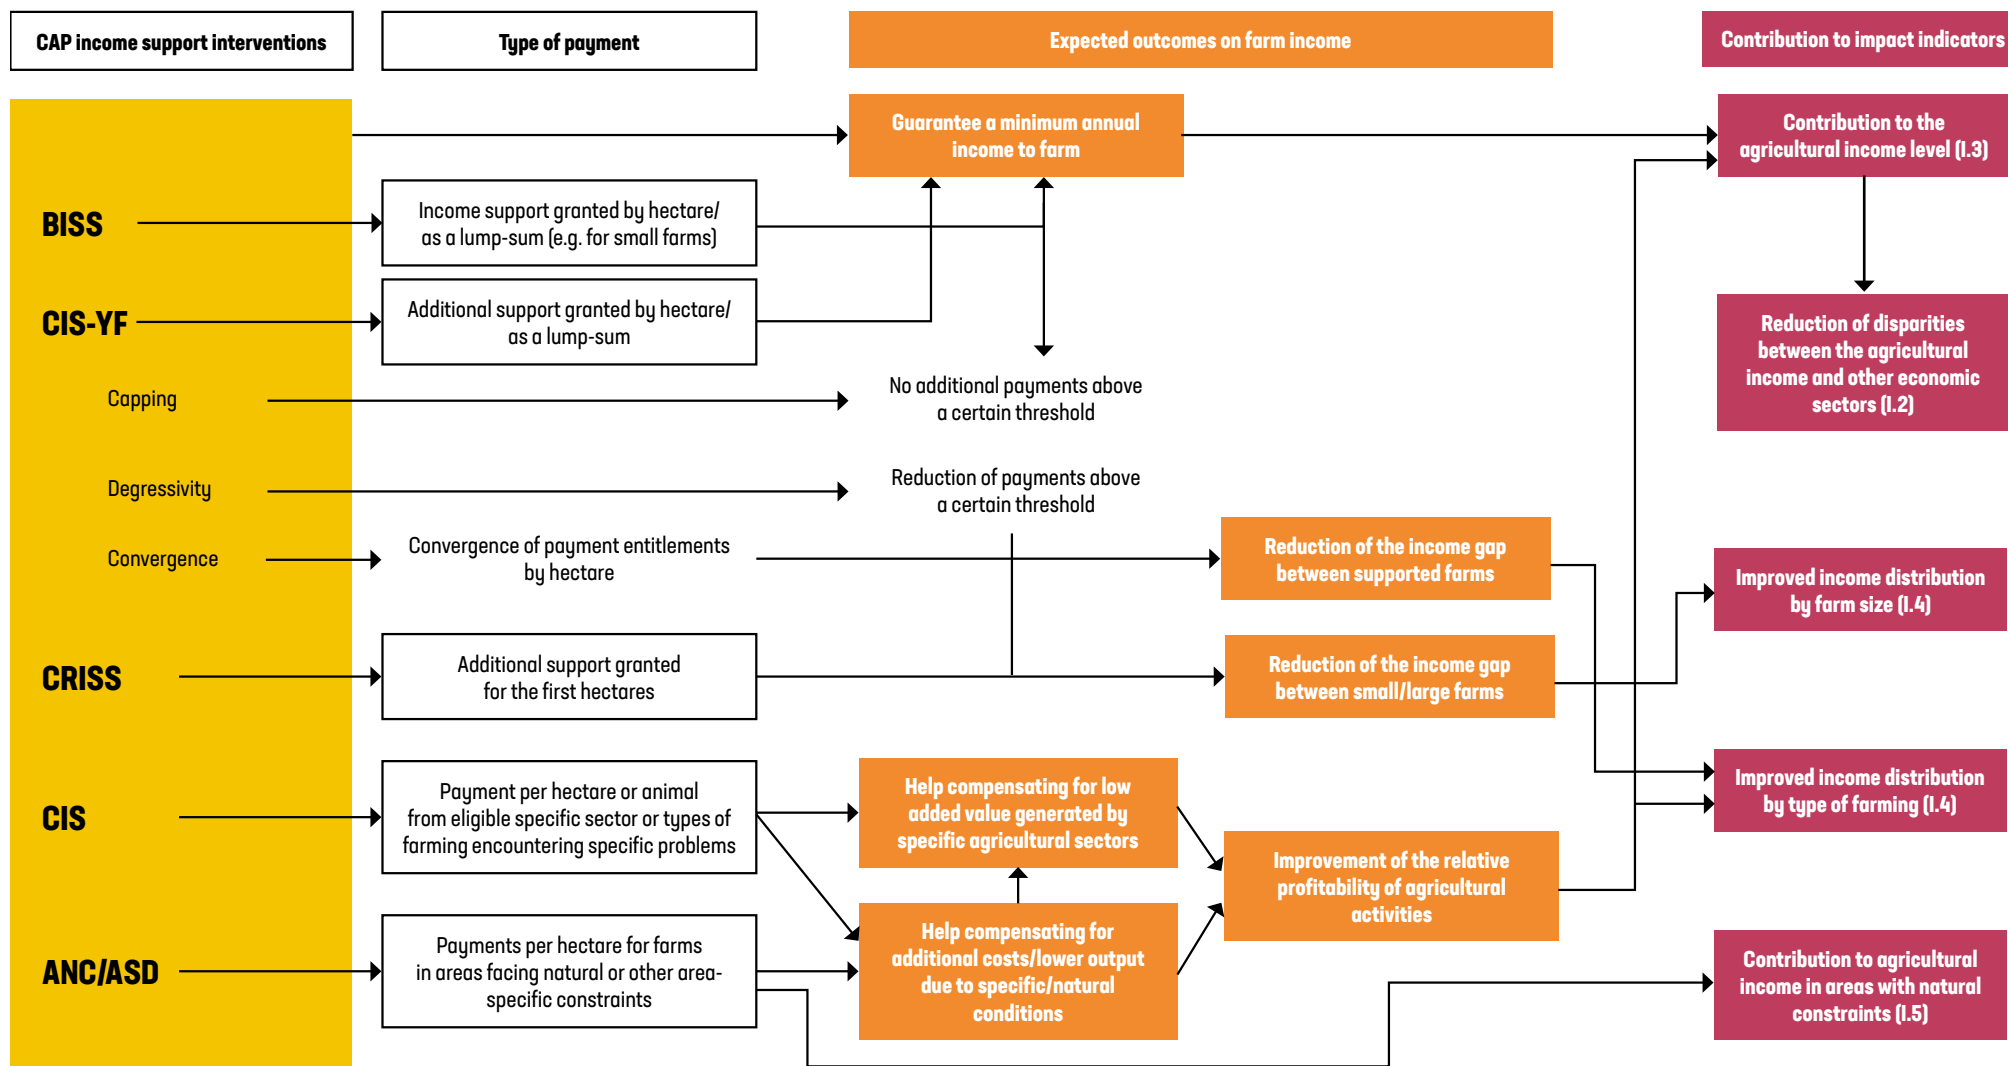 CAP income support interventions
Type of payment
Expected outcomes on farm income
Contribution to impact indicators
Guarantee a minimum annual
income to farm
Contribution to the
agricultural income level (I.3)
BISS
Income support granted by hectare/
as a lump-sum (e.g. for small farms)
CIS-YF
Additional support granted by hectare/
as a lump-sum
Reduction of disparities
between the agricultural
income and other economic
sectors (I.2)
Capping
No additional payments above
a certain threshold
Degressivity
Reduction of payments above
a certain threshold
Convergence
Convergence of payment entitlements
by hectare
Reduction of the income gap
between supported farms
Improved income distribution
by farm size (I.4)
CRISS
Additional support granted
for the first hectares
Reduction of the income gap
between small/large farms
CIS
Payment per hectare or animal
from eligible specific sector or types of
farming encountering specific problems
Help compensating for low
added value generated by
specific agricultural sectors
Improved income distribution
by type of farming (I.4)
Improvement of the relative
profitability of agricultural
activities
ANC/ASD
Payments per hectare for farms
in areas facing natural or other area-
specific constraints
Help compensating for
additional costs/lower output
due to specific/natural
conditions
Contribution to agricultural
income in areas with natural
constraints (I.5)